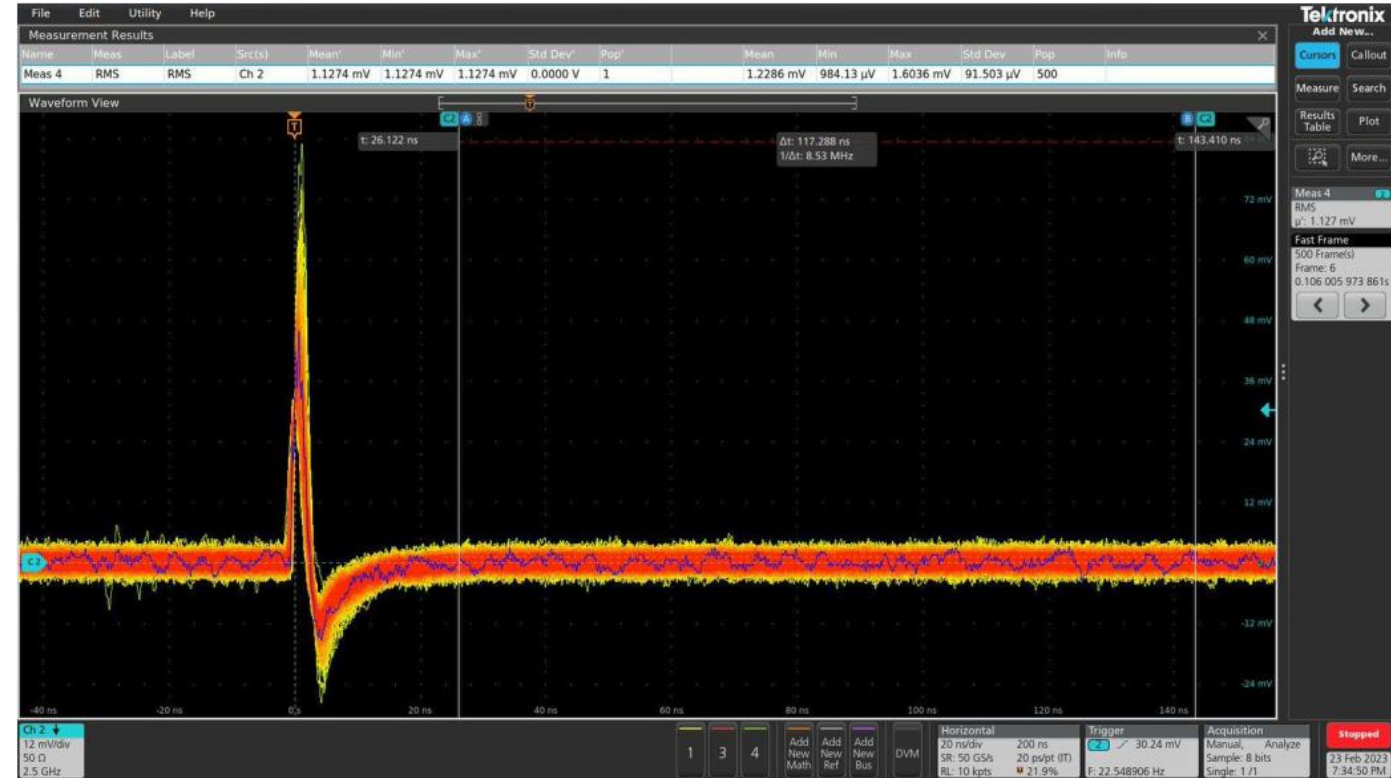 File Edit Utility Help
Tektronix
Measurement Results
Add New...
Name Meas Label Src(s) Mean' Min' Max' Std Dev' Pop' Mean Min Max Std Dev Pop Info
Meas 4 RMS RMS Ch 2 1.1274 mV 1.1274 mV 1.1274 mV 0.0000 V 1 1.2286 mV 984.13 µV 1.6036 mV 91.503 µV 500
Cursors Callout
Measure Search
Results Table Plot
More...
Waveform View
T
C2 A
B C2
t: 26.122 ns
Δt: 117.288 ns
1/Δt: 8.53 MHz
t: 143.410 ns
T
72 mV
60 mV
48 mV
36 mV
24 mV
12 mV
C2
-12 mV
-24 mV
-40 ns -20 ns 0 s 20 ns 40 ns 60 ns 80 ns 100 ns 120 ns 140 ns
Meas 4 2
RMS
µ': 1.127 mV
Fast Frame
500 Frame(s)
Frame: 6
0.106 005 973 861s
Ch 2
12 mV/div
50 Ω
2.5 GHz
1 3 4
Add New Math
Add New Ref
Add New Bus
DVM
Horizontal
20 ns/div 200 ns
SR: 50 GS/s 20 ps/pt (IT)
RL: 10 kpts 21.9%
Trigger
2 30.24 mV
F: 22.548906 Hz
Acquisition
Manual, Analyze
Sample: 8 bits
Single: 1 /1
Stopped
23 Feb 2023
7:34:50 PM